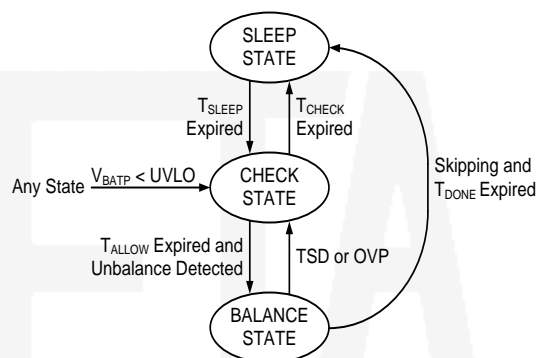 SLEEP
STATE
TSLEEP
Expired
TCHECK
Expired
Any State
VBATP < UVLO
CHECK
STATE
Skipping and
TDONE Expired
TALLOW Expired and
Unbalance Detected
TSD or OVP
BALANCE
STATE